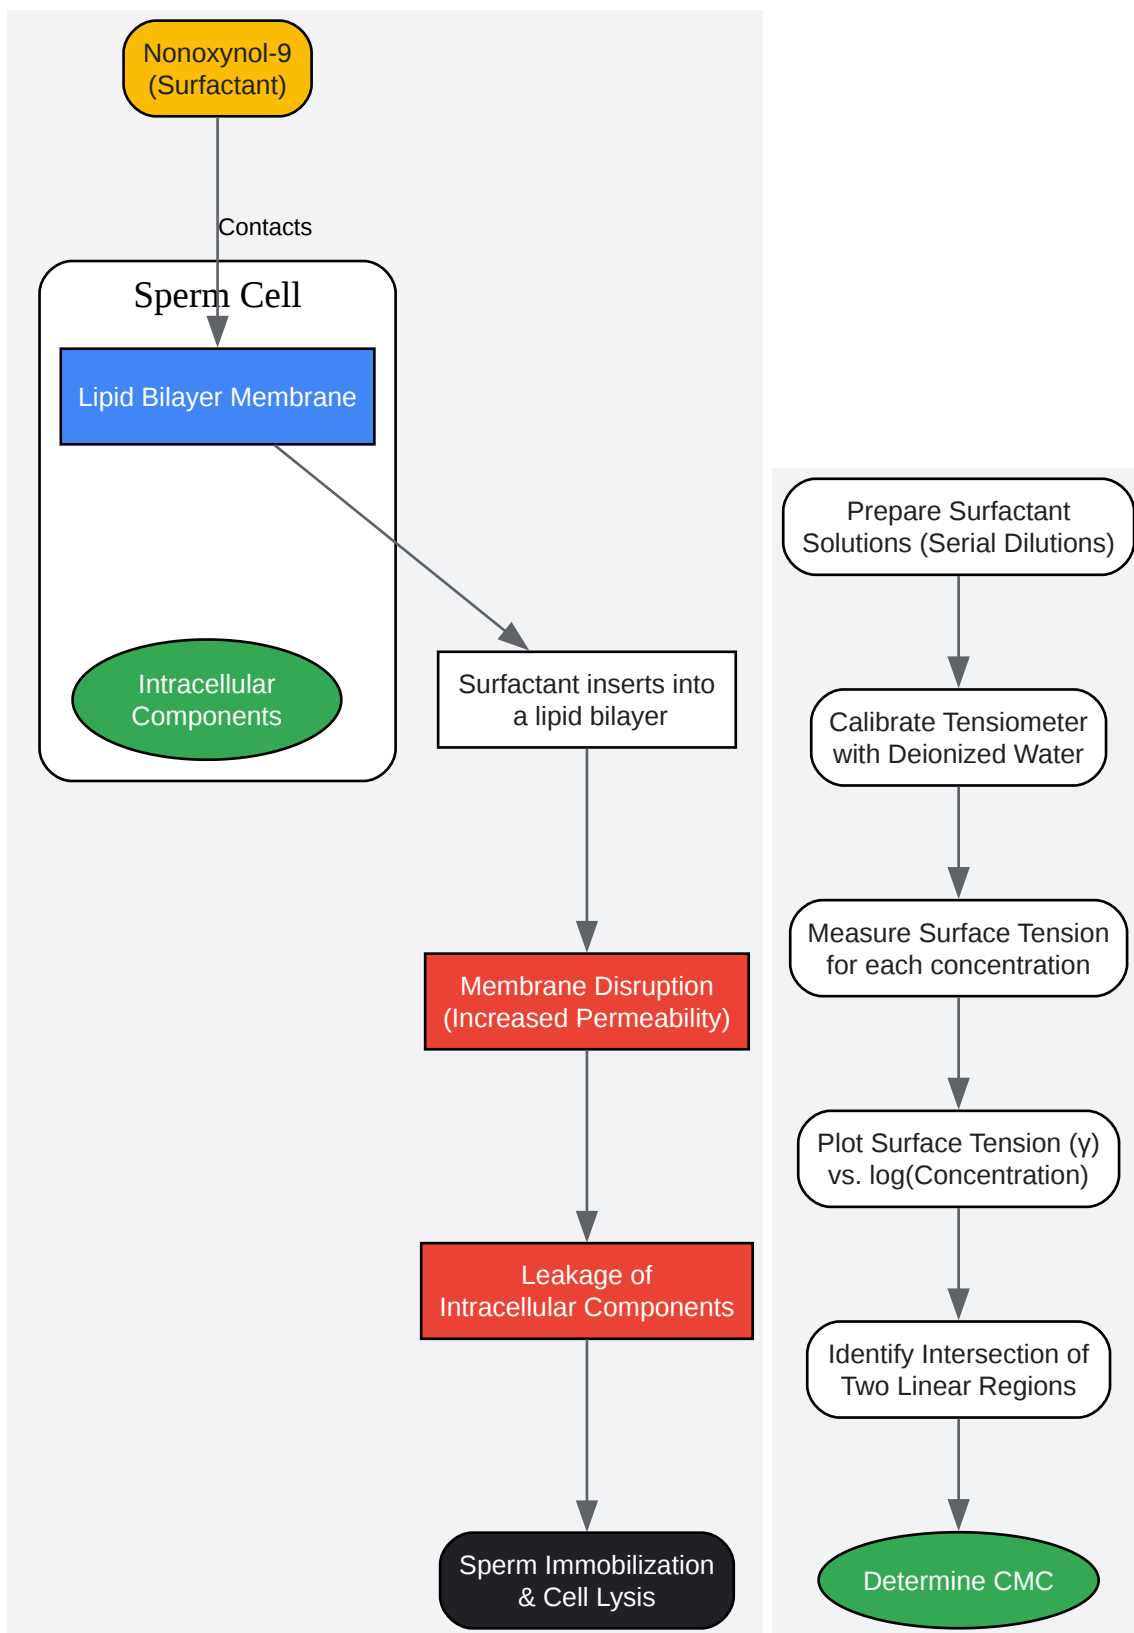 Nonoxynol-9
(Surfactant)
Contacts
Sperm Cell
Lipid Bilayer Membrane
Intracellular
Components
Surfactant inserts into
a lipid bilayer
Membrane Disruption
(Increased Permeability)
Leakage of
Intracellular Components
Sperm Immobilization
& Cell Lysis
Prepare Surfactant
Solutions (Serial Dilutions)
Calibrate Tensiometer
with Deionized Water
Measure Surface Tension
for each concentration
Plot Surface Tension (γ)
vs. log(Concentration)
Identify Intersection of
Two Linear Regions
Determine CMC